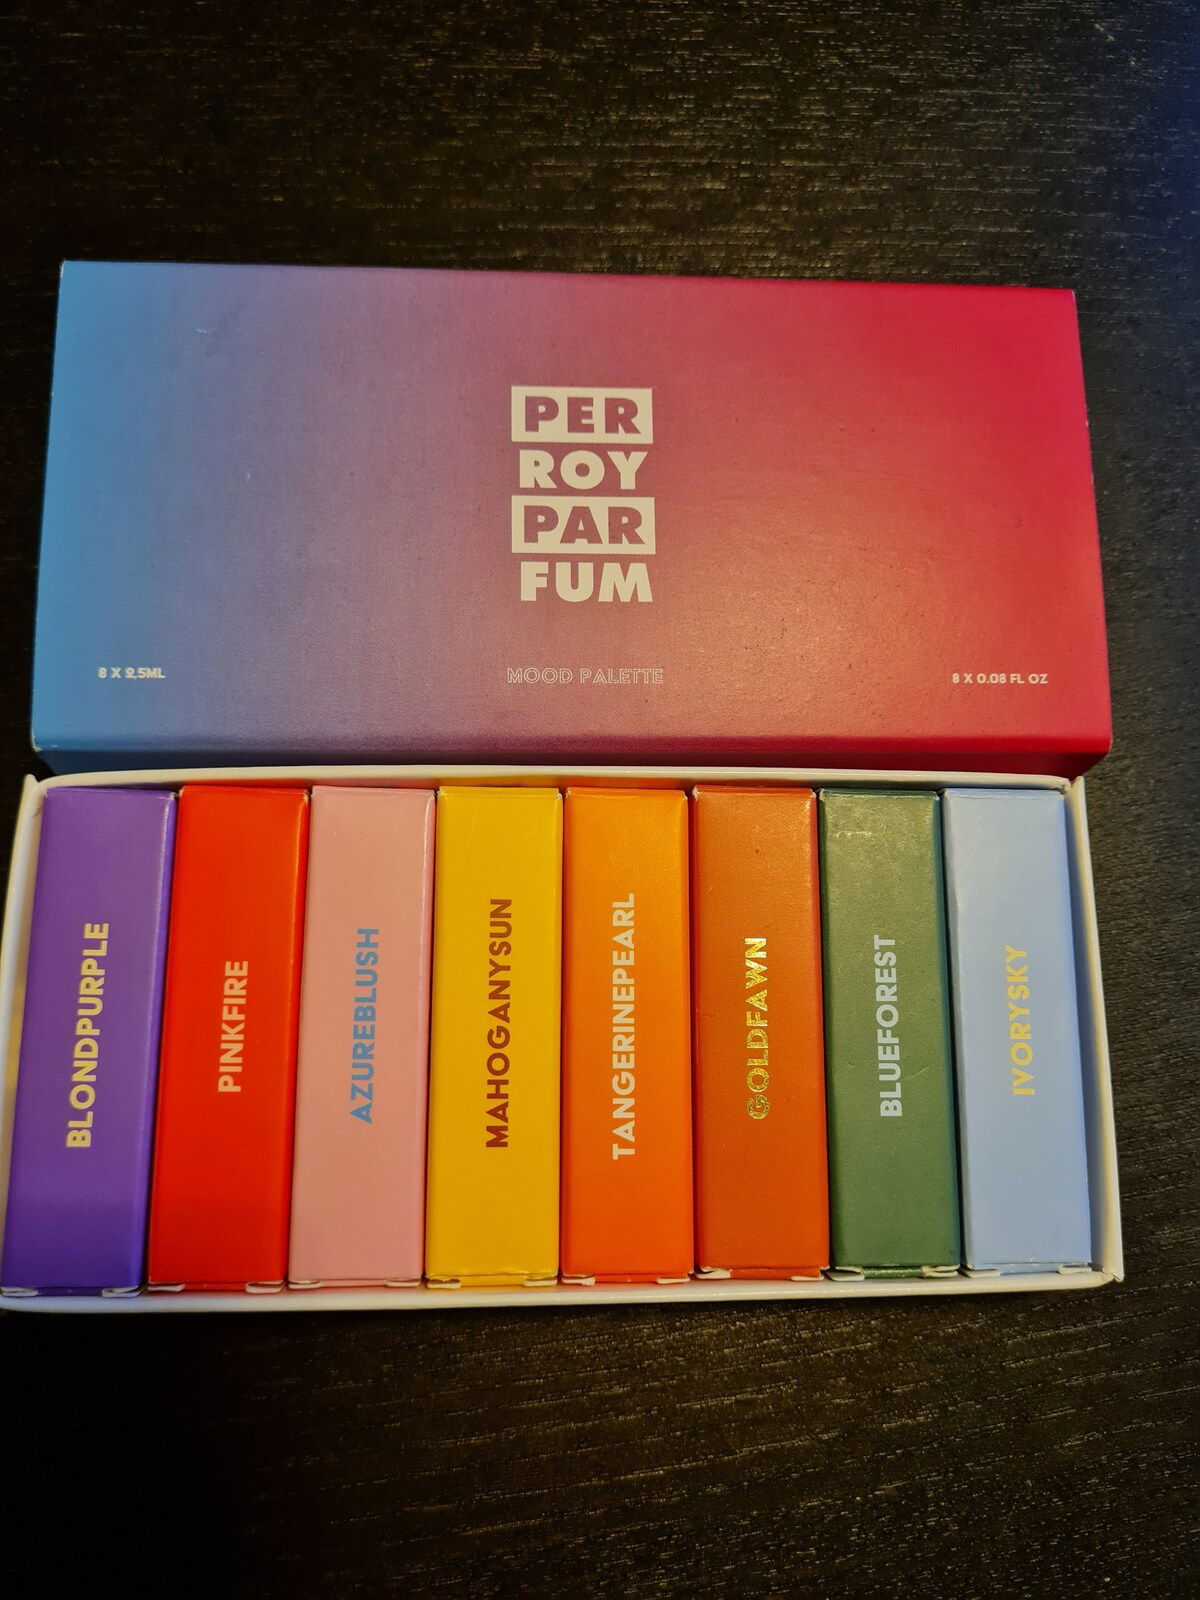 PER
ROY
PAR
FUM
8 X 2,5ML
MOOD PALETTE
8 X 0.08 FL OZ
BLONDPURPLE
PINKFIRE
AZUREBLUSH
MAHOGANYSUN
TANGERINEPEARL
GOLDFAWN
BLUEFOREST
IVORYSKY